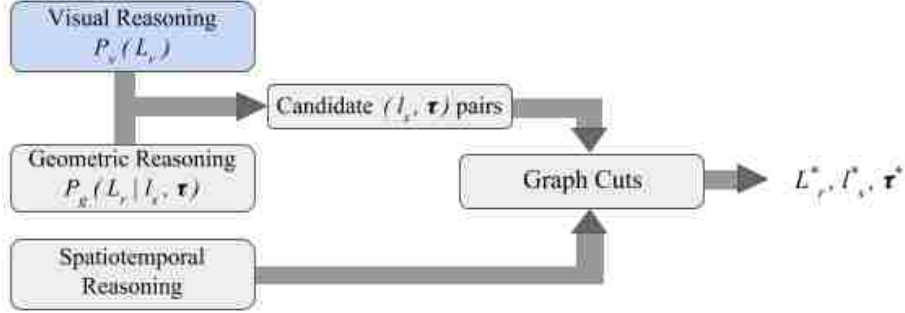 Visual Reasoning
P_v(L_r)
Candidate (l_s, τ) pairs
Geometric Reasoning
P_g(L_r | l_s, τ)
Graph Cuts
L*_r, l*_s, τ*
Spatiotemporal
Reasoning